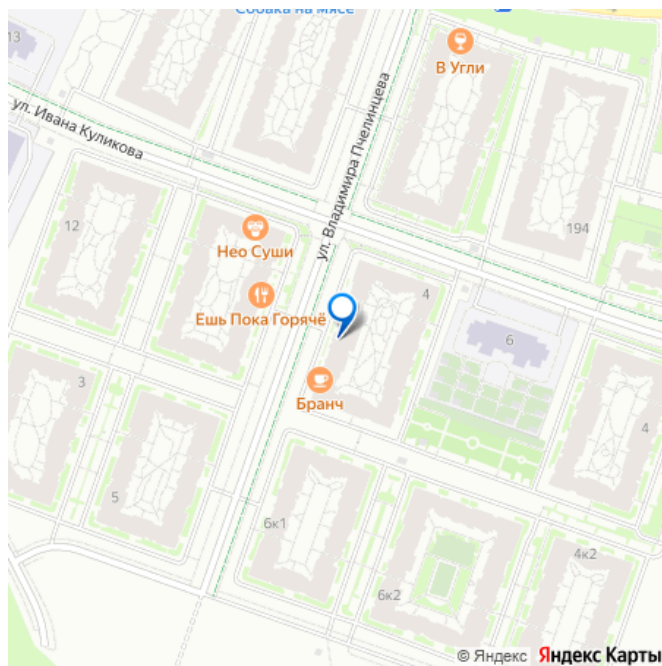 Собака на мясе
13
В Угли
ул. Ивана Куликова
ул. Владимира Пчелинцева
12
Нео Суши
194
4
Ешь Пока Горячё
6
3
Бранч
4
5
6к1
4к2
6к2
© Яндекс Яндекс Карты